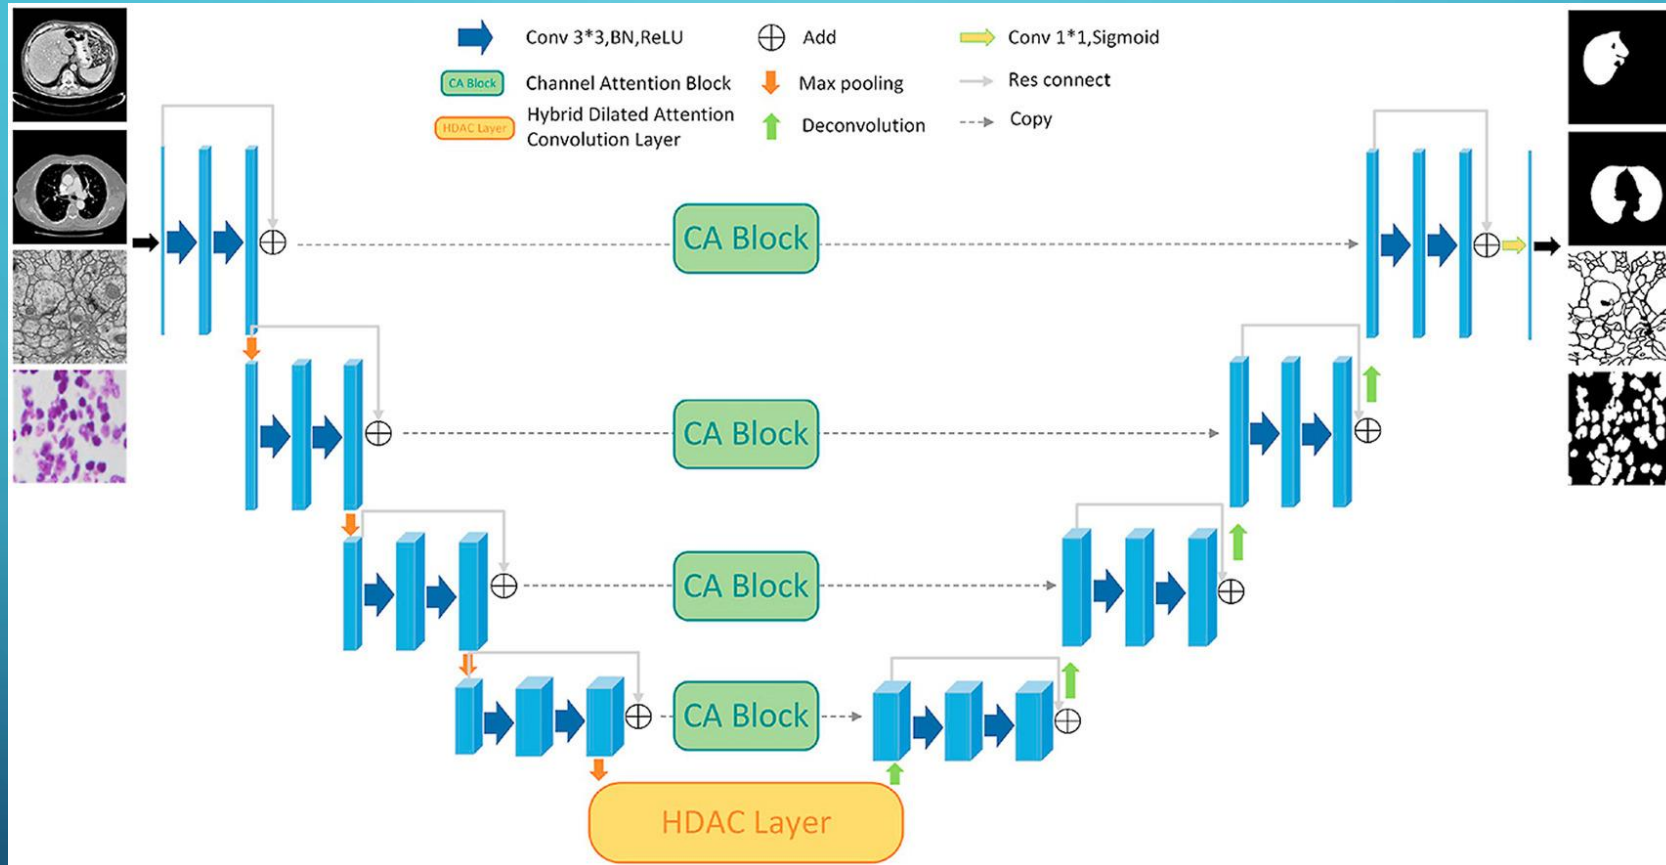 Conv 3*3,BN,ReLU
Add
Conv 1*1,Sigmoid
CA Block
Channel Attention Block
Max pooling
Res connect
HDAC Layer
Hybrid Dilated Attention
Convolution Layer
Deconvolution
Copy
CA Block
CA Block
CA Block
CA Block
HDAC Layer